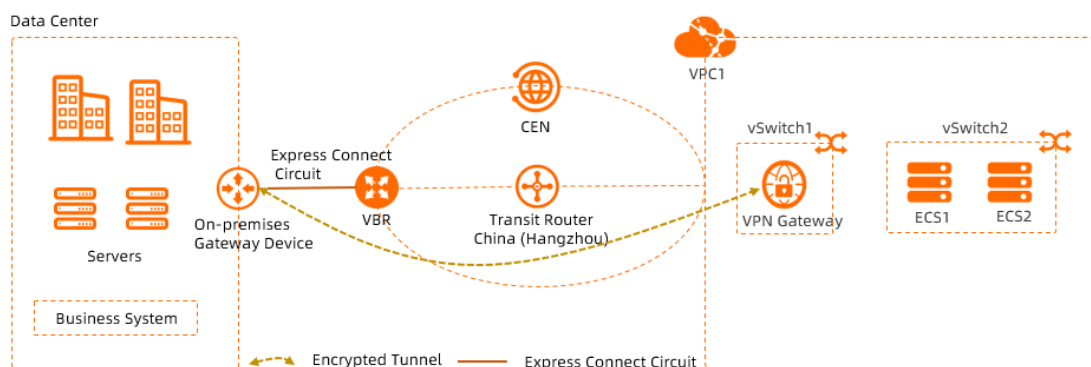 Data Center
VPC1
CEN
vSwitch1
vSwitch2
Express Connect
Circuit
On-premises
Gateway Device
VBR
Transit Router
China (Hangzhou)
VPN Gateway
ECS1
ECS2
Servers
Business System
Encrypted Tunnel
Express Connect Circuit